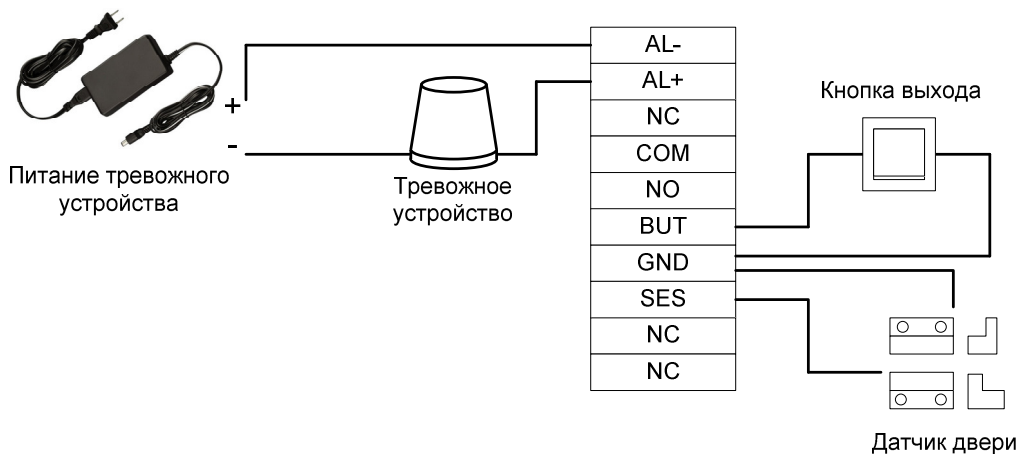 +
-
Питание тревожного
устройства
Тревожное
устройство
AL-
AL+
NC
COM
NO
BUT
GND
SES
NC
NC
Кнопка выхода
Датчик двери